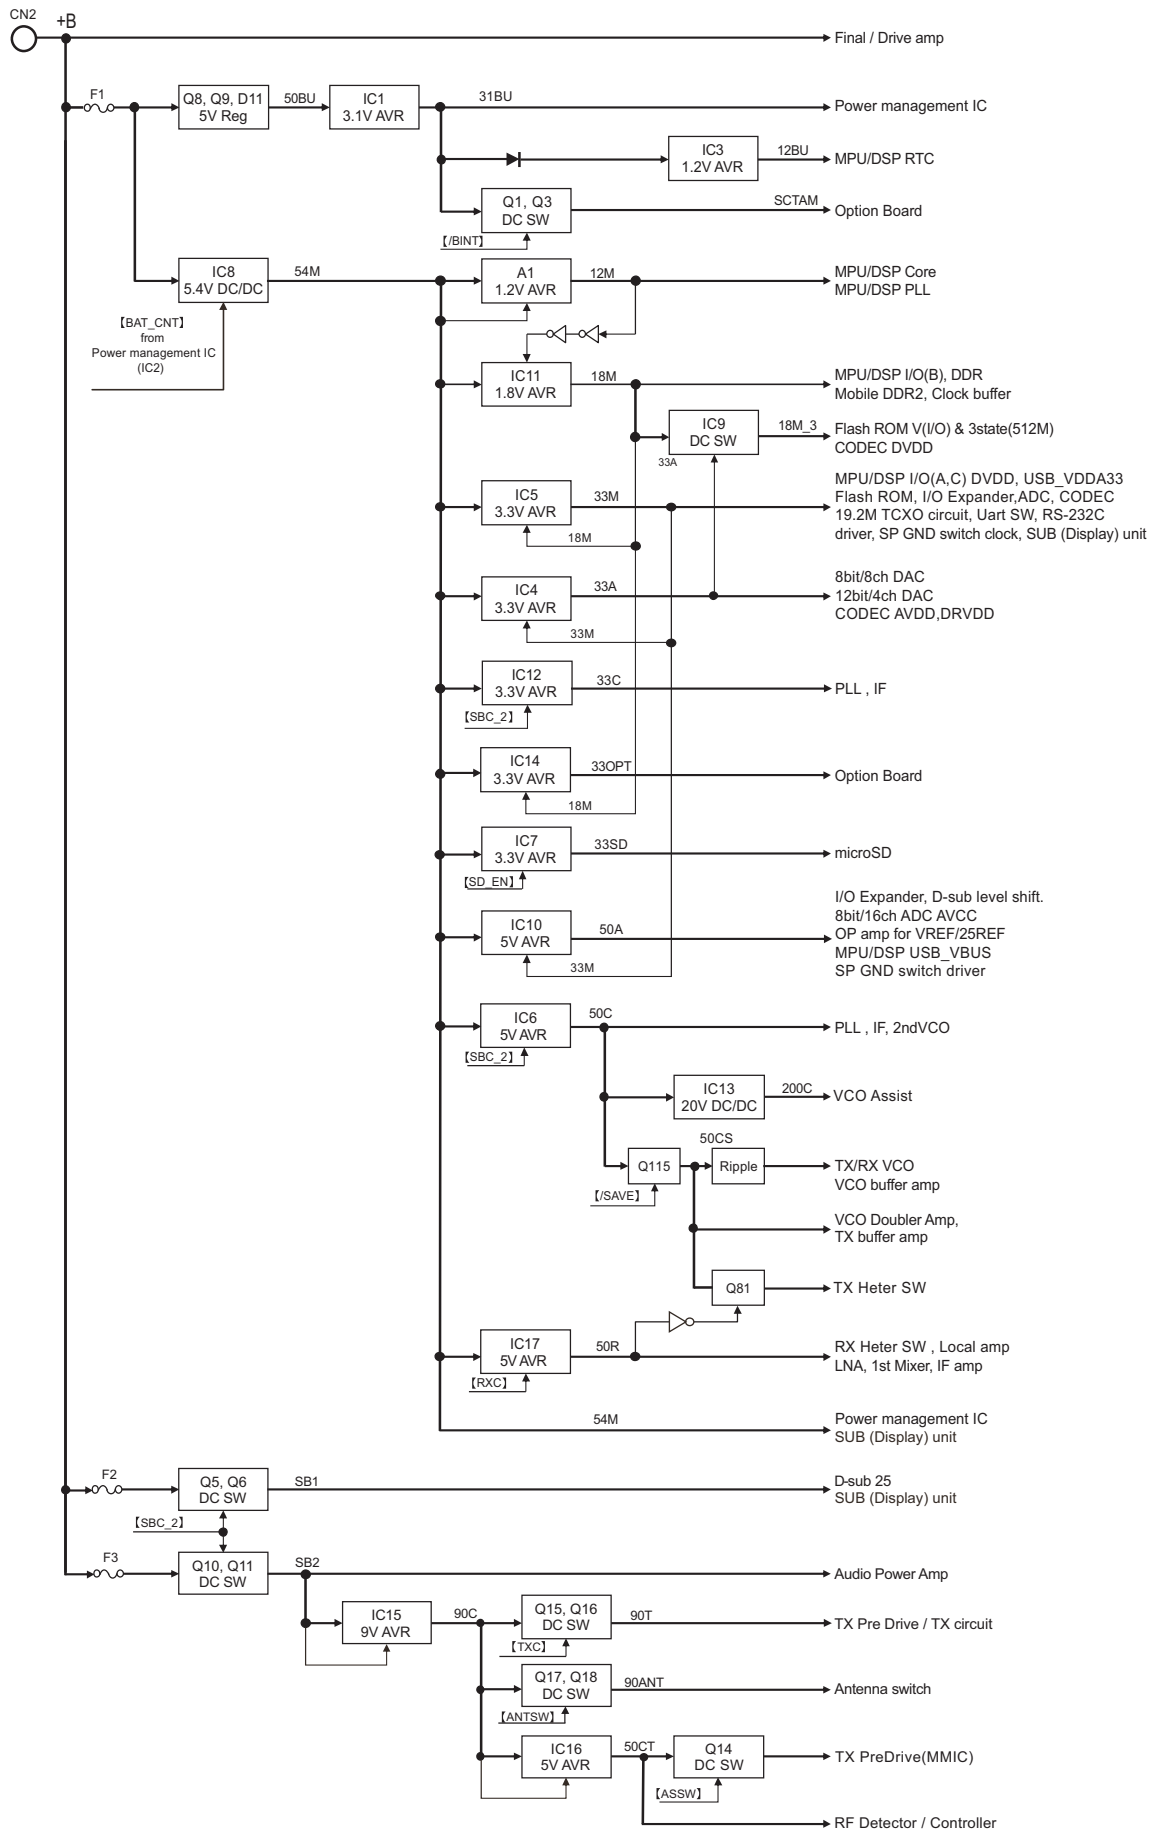 CN2
+B
Final / Drive amp
F1
Q8, Q9, D11
5V Reg
50BU
IC1
3.1V AVR
31BU
Power management IC
IC3
1.2V AVR
12BU
MPU/DSP RTC
Q1, Q3
DC SW
SCTAM
Option Board
【/BINT】
IC8
5.4V DC/DC
54M
A1
1.2V AVR
12M
MPU/DSP Core
MPU/DSP PLL
【BAT_CNT】
from
Power management IC
(IC2)
IC11
1.8V AVR
18M
MPU/DSP I/O(B), DDR
Mobile DDR2, Clock buffer
IC9
DC SW
18M_3
Flash ROM V(I/O) & 3state(512M)
CODEC DVDD
33A
IC5
3.3V AVR
33M
MPU/DSP I/O(A,C) DVDD, USB_VDDA33
Flash ROM, I/O Expander,ADC, CODEC
19.2M TCXO circuit, Uart SW, RS-232C
driver, SP GND switch clock, SUB (Display) unit
18M
IC4
3.3V AVR
33A
8bit/8ch DAC
12bit/4ch DAC
CODEC AVDD,DRVDD
33M
IC12
3.3V AVR
33C
PLL , IF
【SBC_2】
IC14
3.3V AVR
33OPT
Option Board
18M
IC7
3.3V AVR
33SD
microSD
【SD_EN】
IC10
5V AVR
50A
I/O Expander, D-sub level shift.
8bit/16ch ADC AVCC
OP amp for VREF/25REF
MPU/DSP USB_VBUS
SP GND switch driver
33M
IC6
5V AVR
50C
PLL , IF, 2ndVCO
【SBC_2】
IC13
20V DC/DC
200C
VCO Assist
50CS
Q115
Ripple
TX/RX VCO
VCO buffer amp
【/SAVE】
VCO Doubler Amp,
TX buffer amp
Q81
TX Heter SW
IC17
5V AVR
50R
RX Heter SW , Local amp
LNA, 1st Mixer, IF amp
【RXC】
54M
Power management IC
SUB (Display) unit
F2
Q5, Q6
DC SW
SB1
D-sub 25
SUB (Display) unit
【SBC_2】
F3
Q10, Q11
DC SW
SB2
Audio Power Amp
IC15
9V AVR
90C
Q15, Q16
DC SW
90T
TX Pre Drive / TX circuit
【TXC】
Q17, Q18
DC SW
90ANT
Antenna switch
【ANTSW】
IC16
5V AVR
50CT
Q14
DC SW
TX PreDrive(MMIC)
【ASSW】
RF Detector / Controller